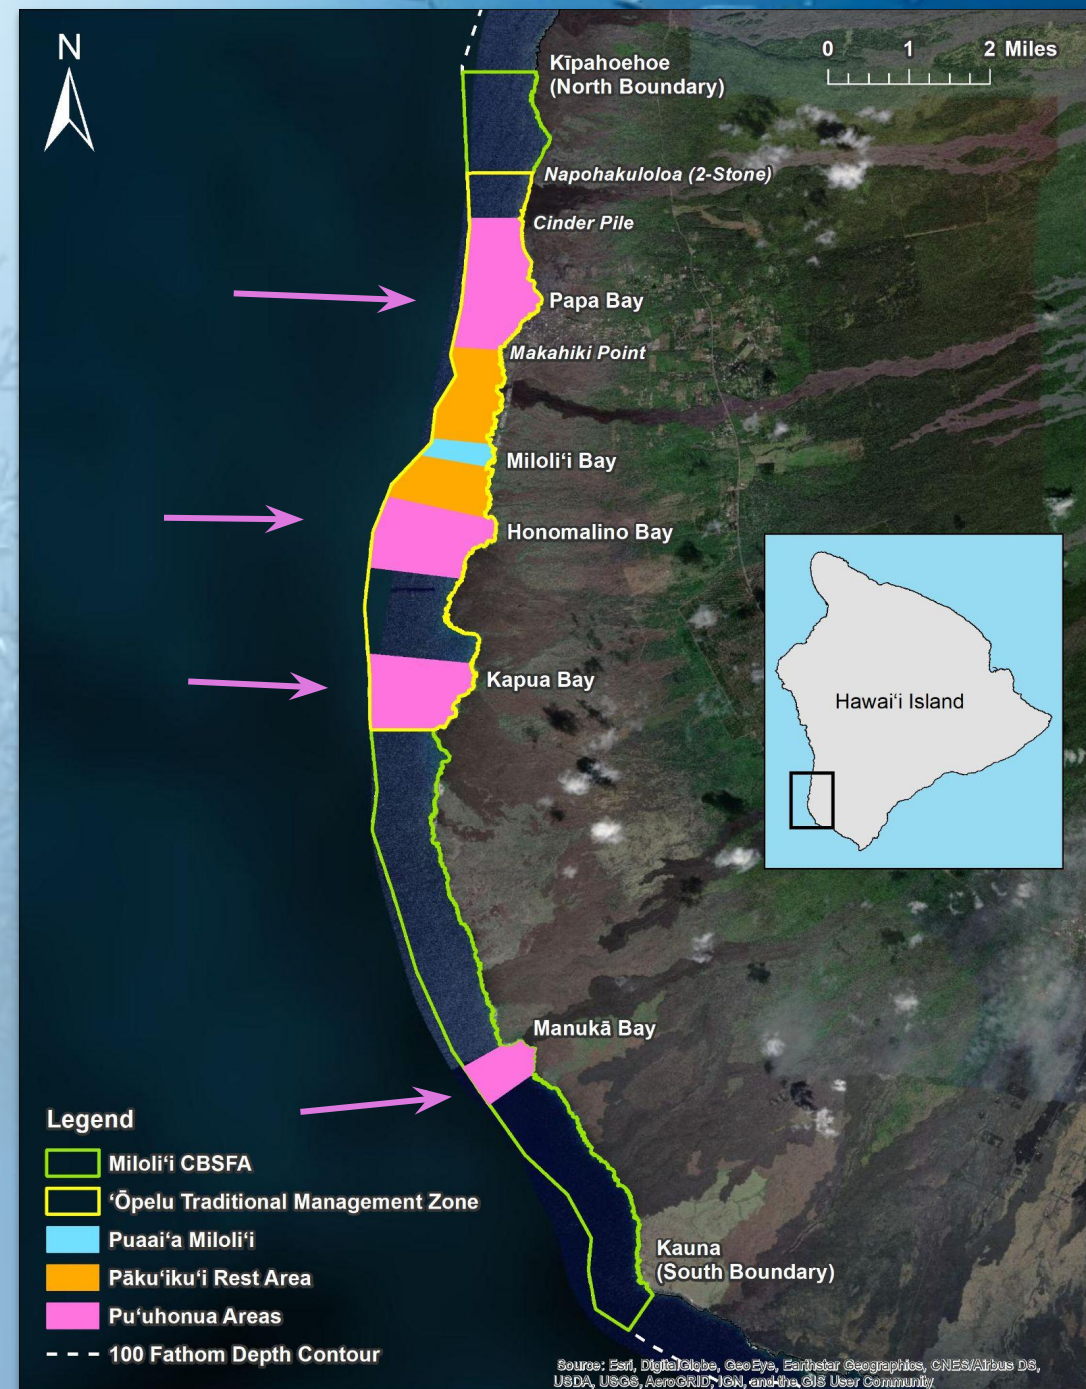 N
0 1 2 Miles
Kīpahoehoe
(North Boundary)
Napohakuloloa (2-Stone)
Cinder Pile
Papa Bay
Makahiki Point
Miloliʻi Bay
Honomalino Bay
Kapua Bay
Hawaiʻi Island
Manukā Bay
Kauna
(South Boundary)
Legend
Miloliʻi CBSFA
ʻŌpelu Traditional Management Zone
Puaaiʻa Miloliʻi
Pākuʻikuʻi Rest Area
Puʻuhonua Areas
100 Fathom Depth Contour
Source: Esri, DigitalGlobe, GeoEye, Earthstar Geographics, CNES/Airbus DS,
USDA, USGS, AeroGRID, IGN, and the GIS User Community